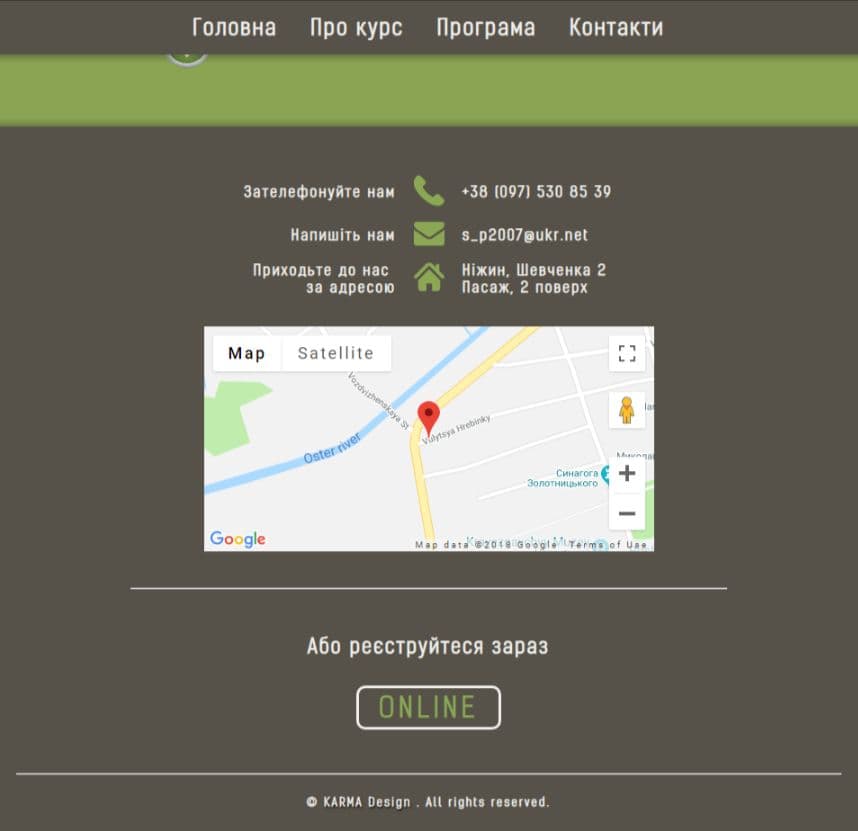 Головна Про курс Програма Контакти
Зателефонуйте нам +38 (097) 530 85 39
Напишіть нам s_p2007@ukr.net
Приходьте до нас
за адресою
Ніжин, Шевченка 2
Пасаж, 2 поверх
Map Satellite
Vozdvizhenskaya St
Vulytsya Hrebinky
Oster river
Синагога
Золотницького
Google
Map data ©2018 Google Terms of Use
Або реєструйтеся зараз
ONLINE
© KARMA Design . All rights reserved.